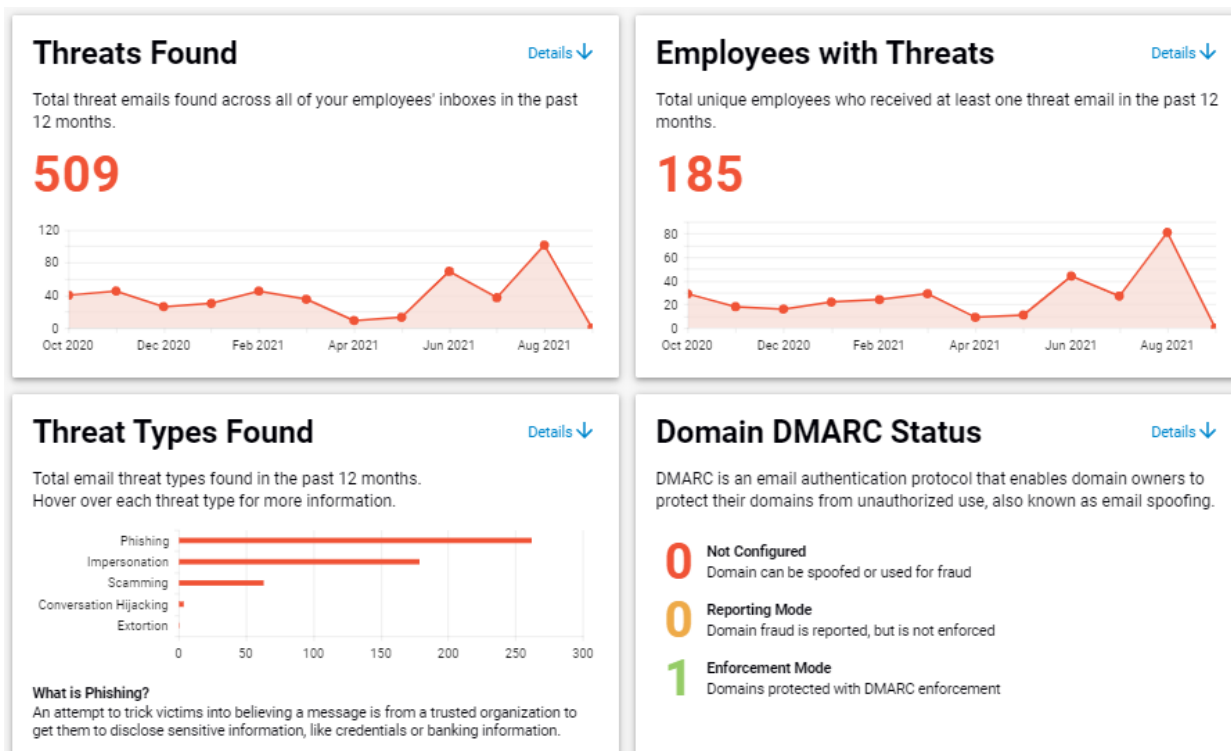 Threats Found
Details
Total threat emails found across all of your employees' inboxes in the past
12 months.
509
120
80
40
0
Oct 2020
Dec 2020
Feb 2021
Apr 2021
Jun 2021
Aug 2021
Employees with Threats
Details
Total unique employees who received at least one threat email in the past 12
months.
185
80
60
40
20
0
Oct 2020
Dec 2020
Feb 2021
Apr 2021
Jun 2021
Aug 2021
Threat Types Found
Details
Total email threat types found in the past 12 months.
Hover over each threat type for more information.
Phishing
Impersonation
Scamming
Conversation Hijacking
Extortion
0
50
100
150
200
250
300
What is Phishing?
An attempt to trick victims into believing a message is from a trusted organization to
get them to disclose sensitive information, like credentials or banking information.
Domain DMARC Status
Details
DMARC is an email authentication protocol that enables domain owners to
protect their domains from unauthorized use, also known as email spoofing.
0
Not Configured
Domain can be spoofed or used for fraud
0
Reporting Mode
Domain fraud is reported, but is not enforced
1
Enforcement Mode
Domains protected with DMARC enforcement